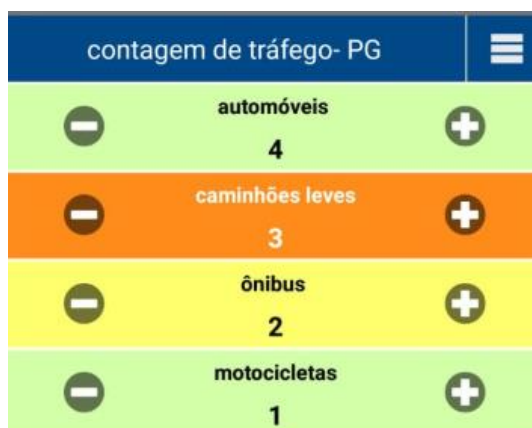 contagem de tráfego- PG
automóveis
4
caminhões leves
3
ônibus
2
motocicletas
1